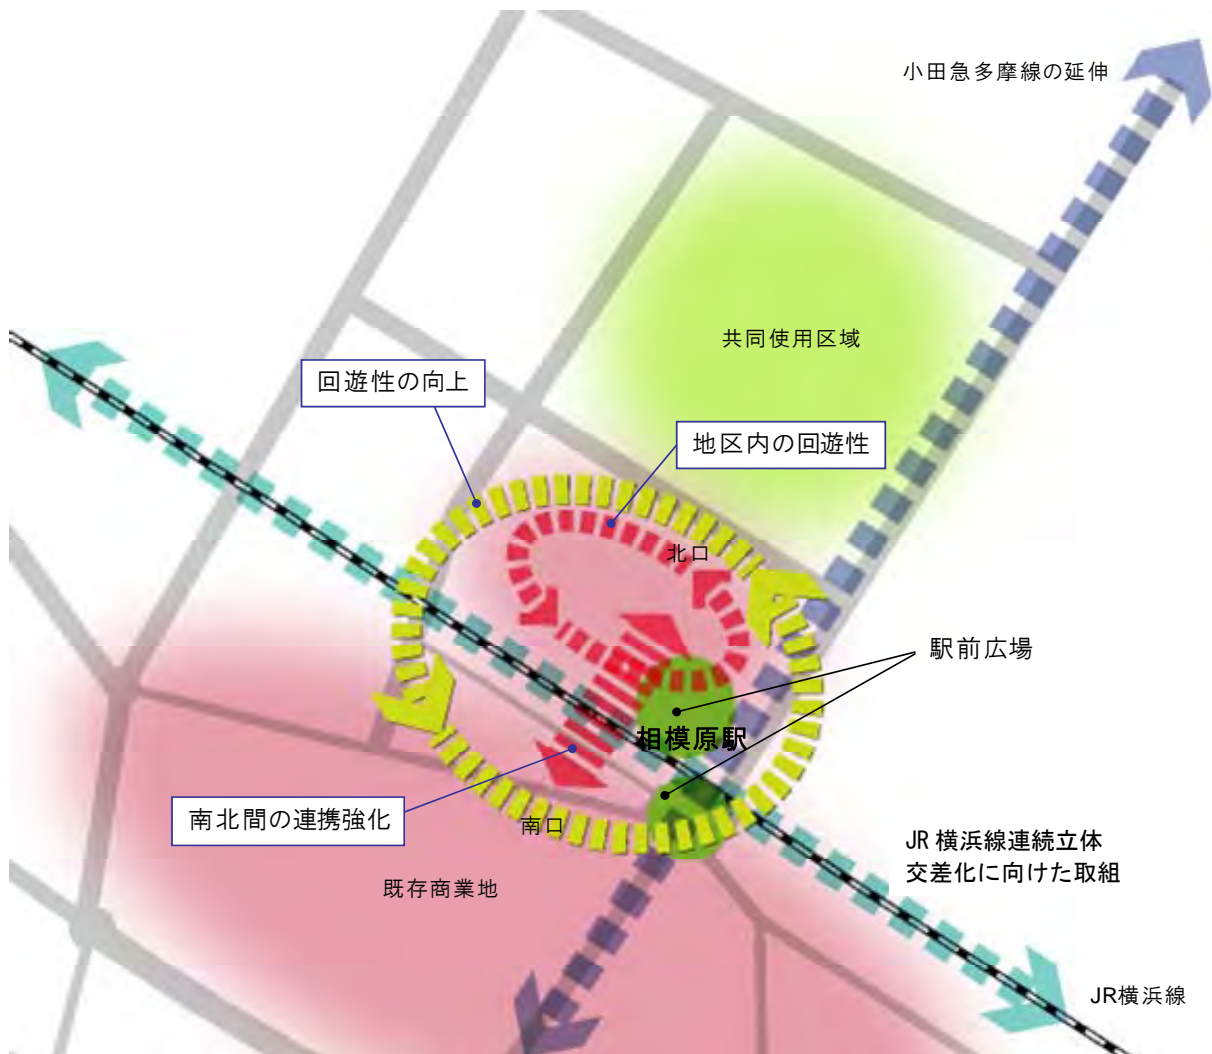 小田急多摩線の延伸
共同使用区域
回遊性の向上
地区内の回遊性
北口
駅前広場
相模原駅
南北間の連携強化
南口
JR 横浜線連続立体
交差化に向けた取組
既存商業地
JR横浜線